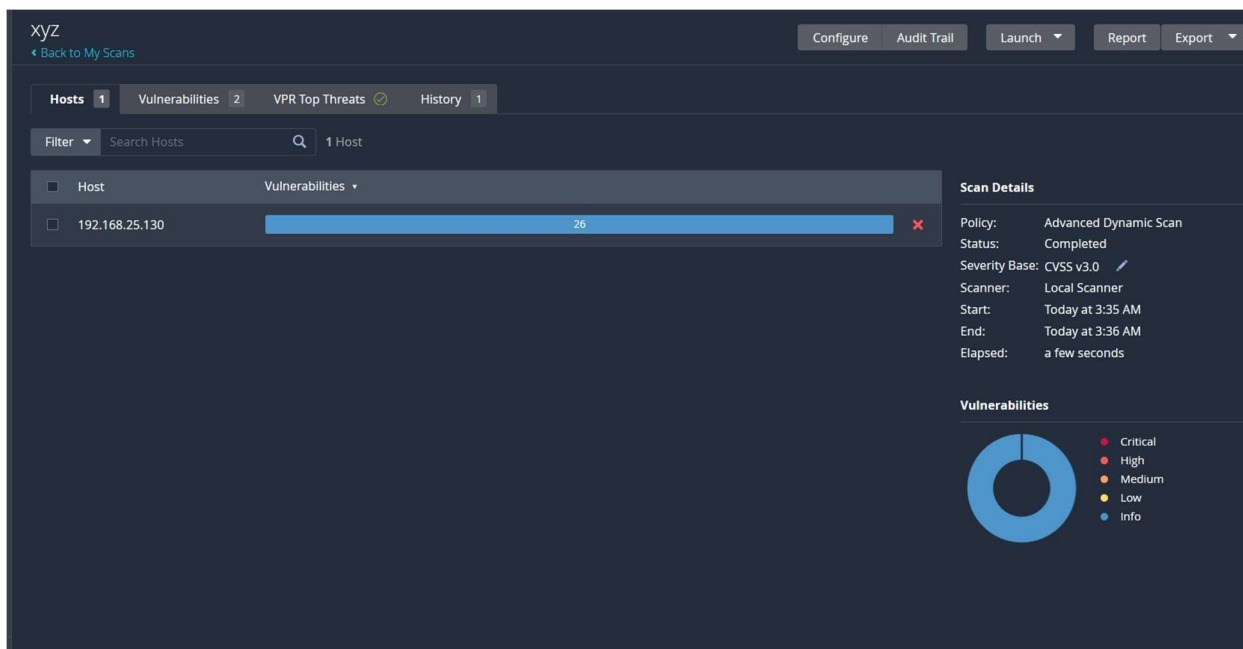 xyz
Back to My Scans
Configure Audit Trail Launch Report Export
Hosts 1 Vulnerabilities 2 VPR Top Threats History 1
Filter Search Hosts 1 Host
Host Vulnerabilities
192.168.25.130 26
Scan Details
Policy: Advanced Dynamic Scan
Status: Completed
Severity Base: CVSS v3.0
Scanner: Local Scanner
Start: Today at 3:35 AM
End: Today at 3:36 AM
Elapsed: a few seconds
Vulnerabilities
Critical
High
Medium
Low
Info